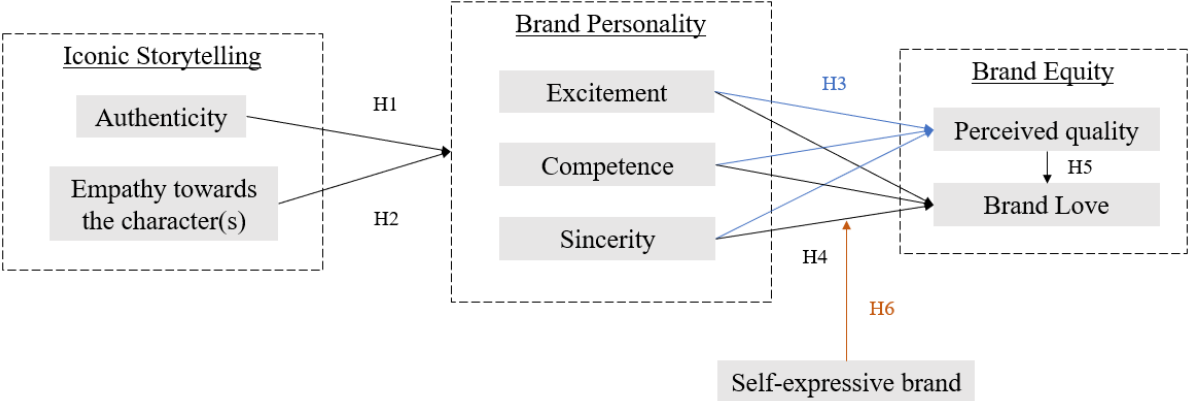 Iconic Storytelling
Authenticity
Empathy towards
the character(s)
H1
H2
Brand Personality
Excitement
Competence
Sincerity
H3
H4
H6
Self-expressive brand
Brand Equity
Perceived quality
H5
Brand Love